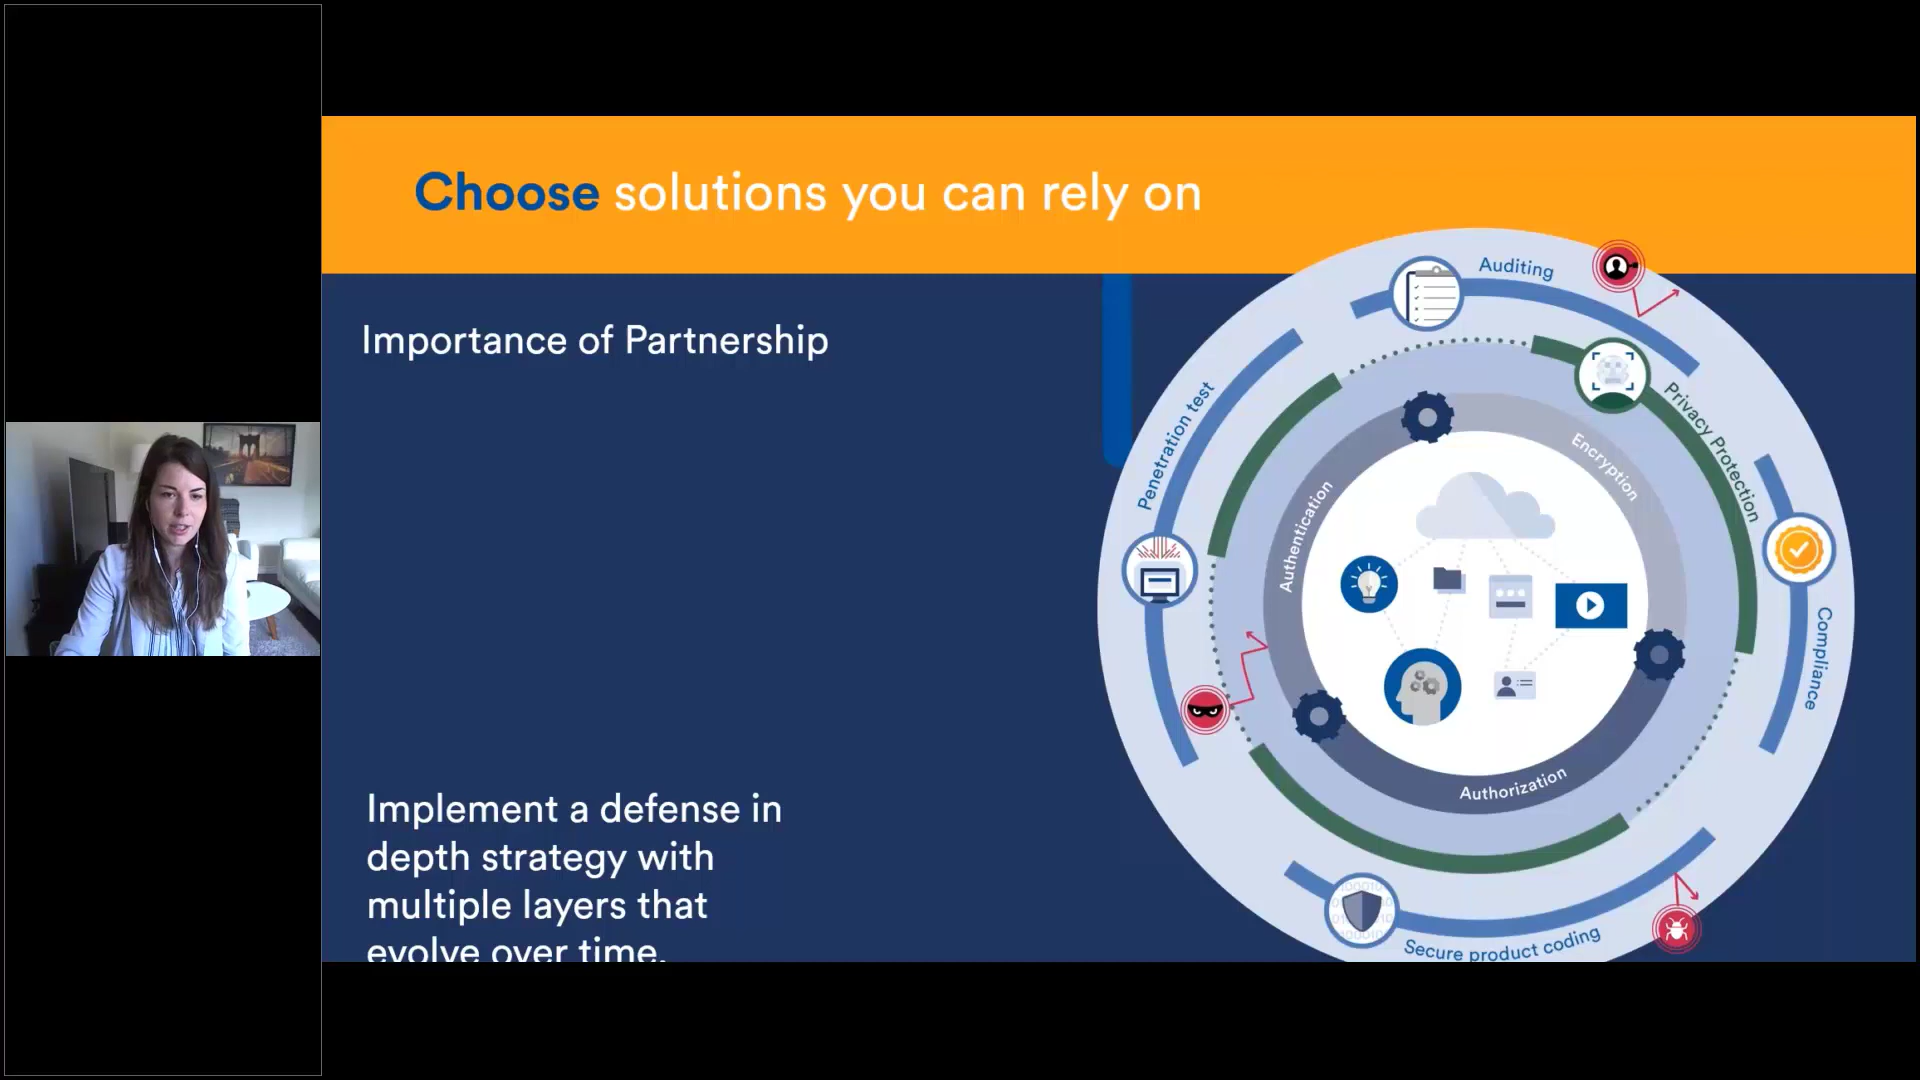 Choose solutions you can rely on
Importance of Partnership
Implement a defense in
depth strategy with
multiple layers that
evolve over time.
Auditing
Privacy Protection
Penetration test
Encryption
Authentication
Compliance
Authorization
Secure product coding